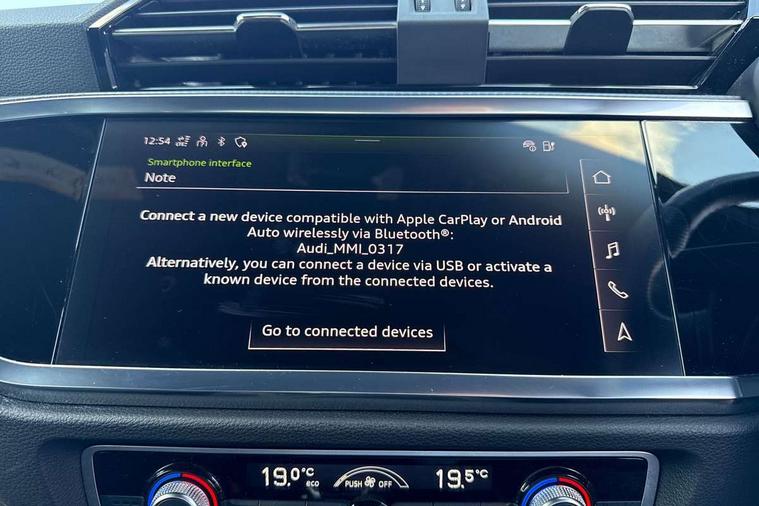 12:54
Smartphone interface
Note
Connect a new device compatible with Apple CarPlay or Android
Auto wirelessly via Bluetooth®:
Audi_MMI_0317
Alternatively, you can connect a device via USB or activate a
known device from the connected devices.
Go to connected devices
19.0°C
eco
PUSH OFF
19.5°C